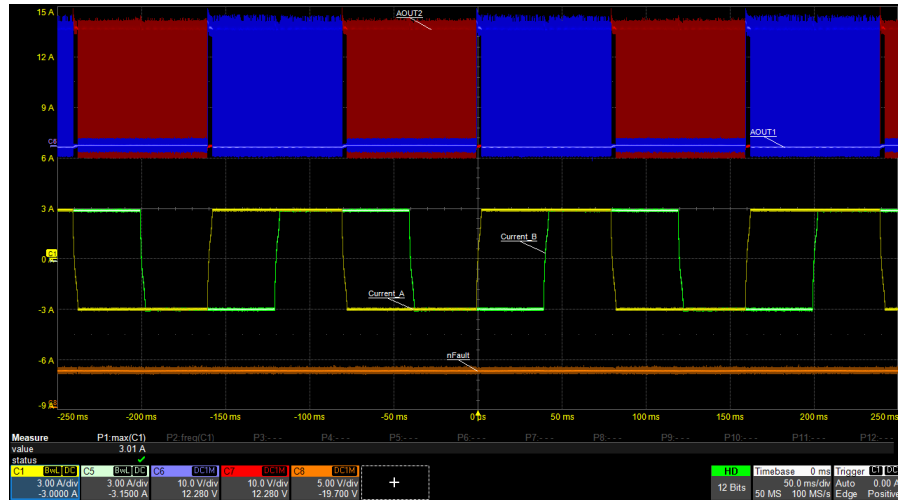 15 A
AOUT2
12 A
9 A
C6
AOUT1
6 A
3 A
Current_B
C1
0 A
Current_A
-3 A
nFault
-6 A
-9 A
-250 ms -200 ms -150 ms -100 ms -50 ms 0 ms 50 ms 100 ms 150 ms 200 ms 250 ms
Measure P1:max(C1) P2:freq(C1) P3:--- P4:--- P5:--- P6:--- P7:--- P8:--- P9:--- P10:--- P11:--- P12:---
value 3.01 A
status
C1 BwL DC C5 BwL DC C6 DC1M C7 DC1M C8 DC1M HD Timebase 0 ms Trigger C1 DC
3.00 A/div 3.00 A/div 10.0 V/div 10.0 V/div 5.00 V/div + 12 Bits 50.0 ms/div Auto 0.00 A
-3.0000 A -3.1500 A 12.280 V 12.280 V -19.700 V 50 MS 100 MS/s Edge Positive